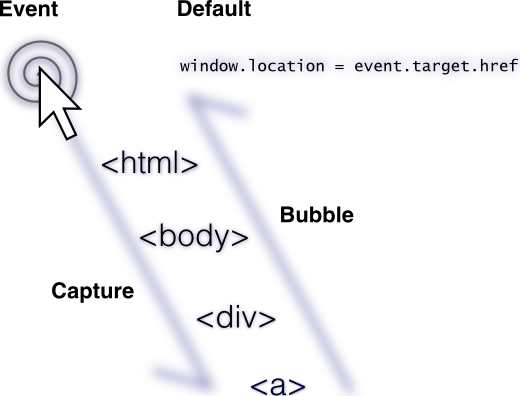 Event
Default
window.location = event.target.href
<html>
<body>
Bubble
Capture
<div>
<a>